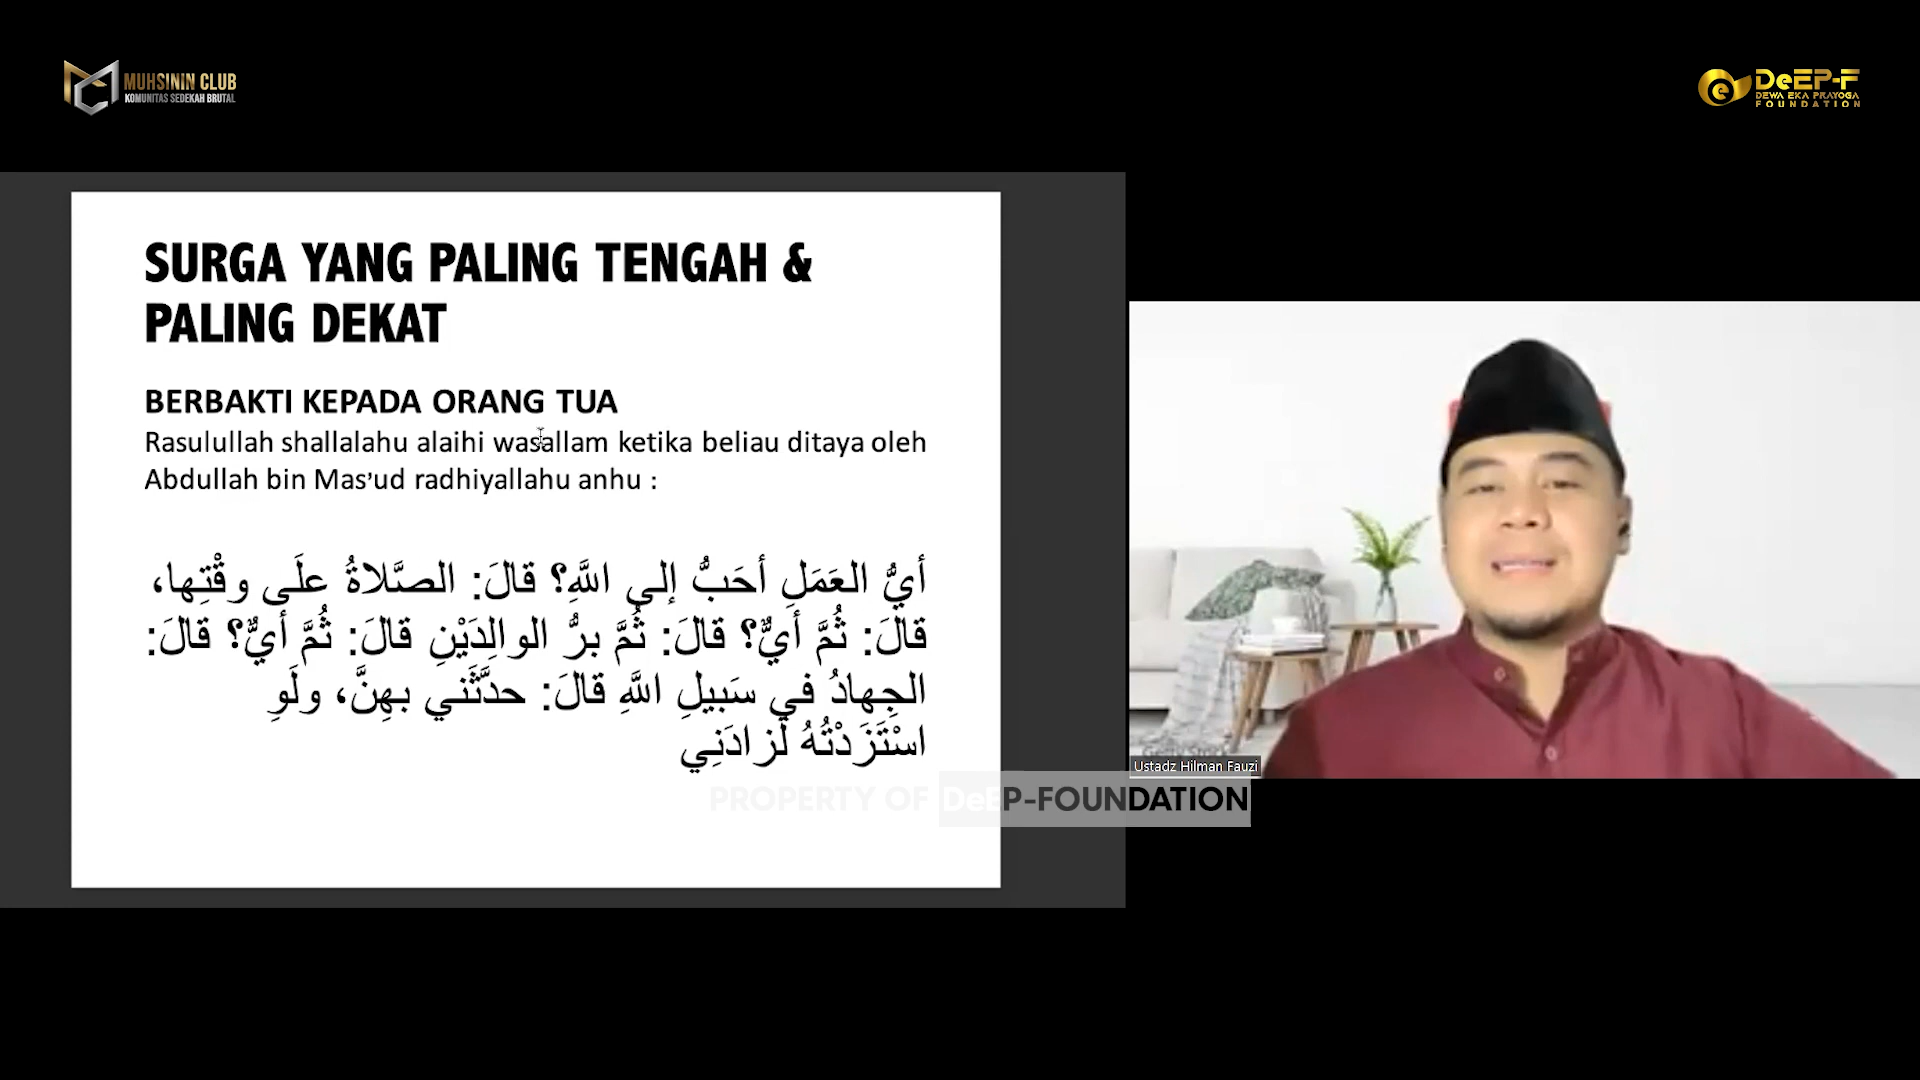 MUHSININ CLUB
KOMUNITAS SEDEKAH BRUTAL
DeEP-F
DEWA EKA PRAYOGA
FOUNDATION
SURGA YANG PALING TENGAH &
PALING DEKAT
BERBAKTI KEPADA ORANG TUA
Rasulullah shallalahu alaihi wasallam ketika beliau ditaya oleh
Abdullah bin Mas’ud radhiyallahu anhu :
أيُّ العَمَلِ أحَبُّ إلى اللَّهِ؟ قالَ: الصَّلاةُ علَى وقْتِها،
قالَ: ثُمَّ أيٌّ؟ قالَ: ثُمَّ برُّ الوالِدَيْنِ قالَ: ثُمَّ أيٌّ؟ قالَ:
الجِهادُ في سَبيلِ اللَّهِ قالَ: حدَّثَني بهِنَّ، ولَوِ
اسْتَزَدْتُهُ لَزادَنِي
Ustadz Hilman Fauzi
PROPERTY OF DeEP-FOUNDATION